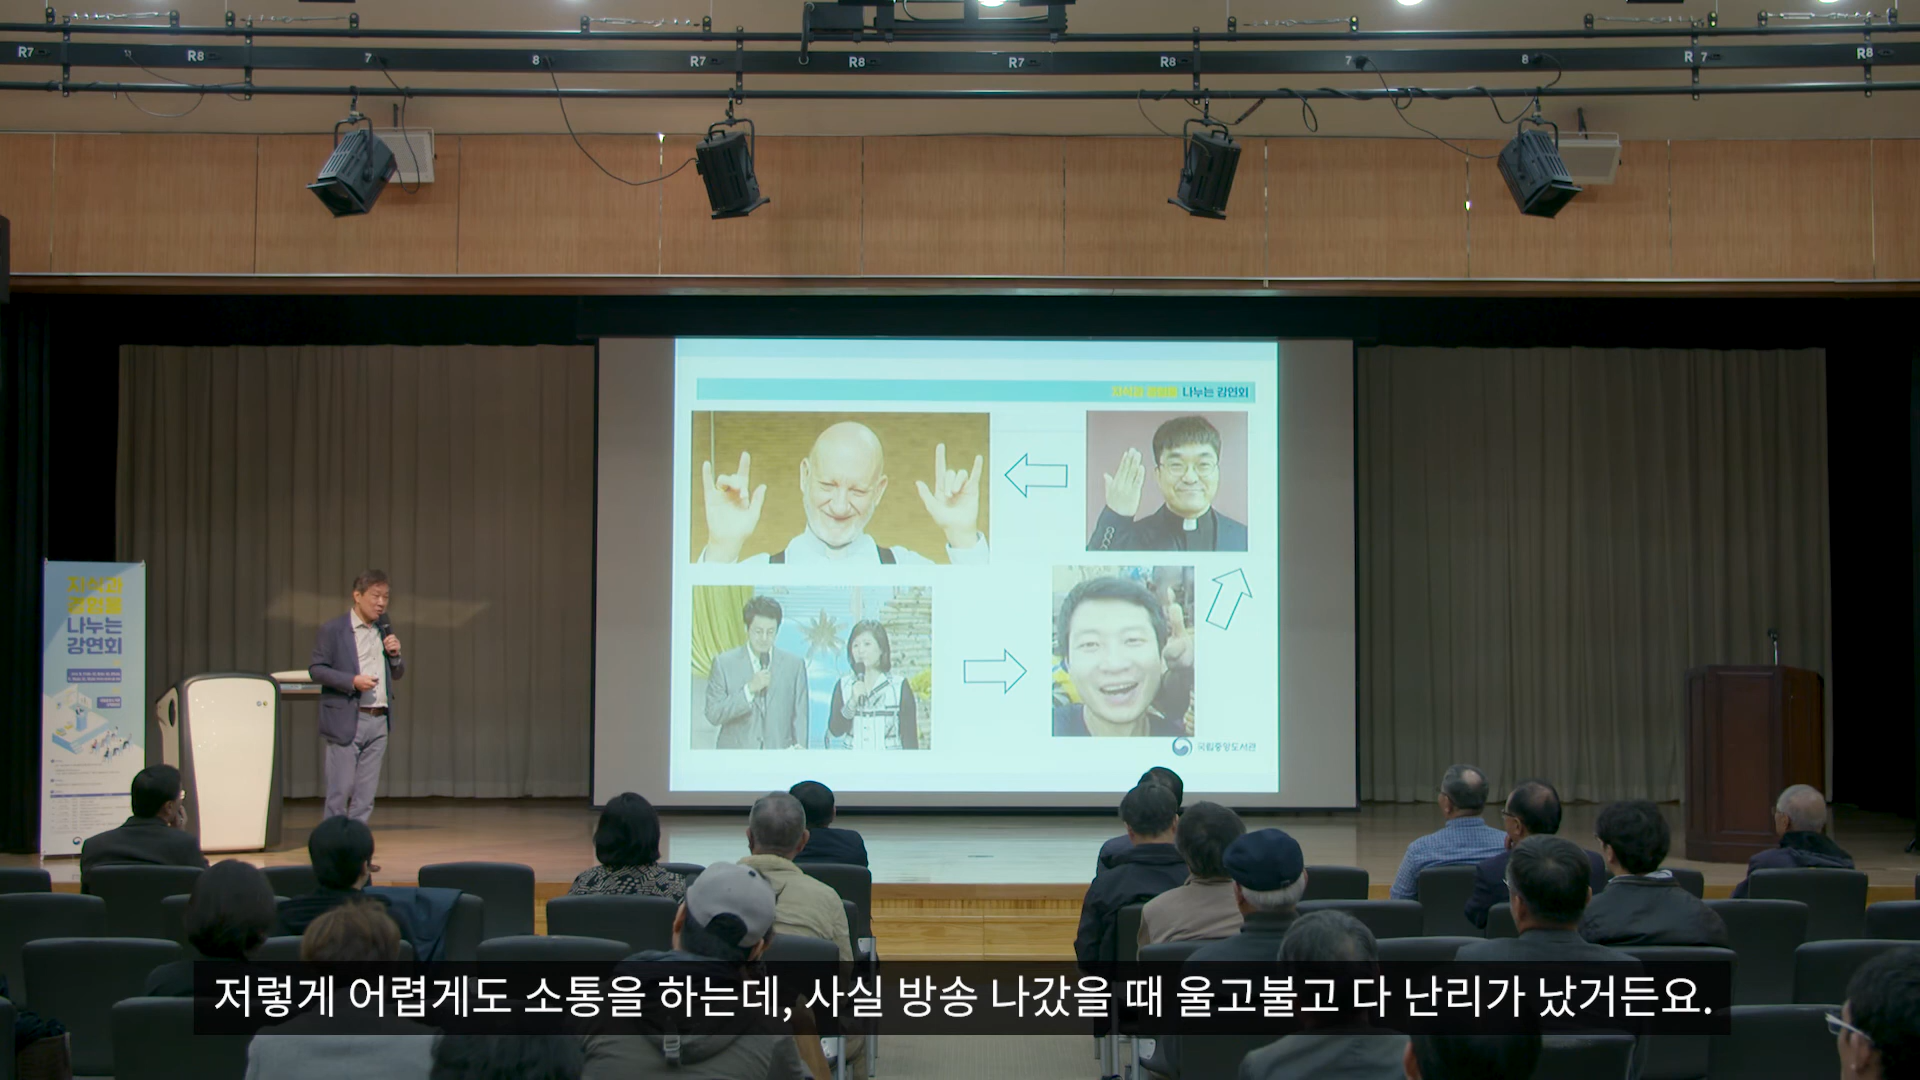 R7 R8 7 8 R7 R8 R7 R8 7 8 R7 R8
지식과 경험을 나누는 강연회
국립중앙도서관
지식과
경험을
나누는
강연회
저렇게 어렵게도 소통을 하는데, 사실 방송 나갔을 때 울고불고 다 난리가 났거든요.